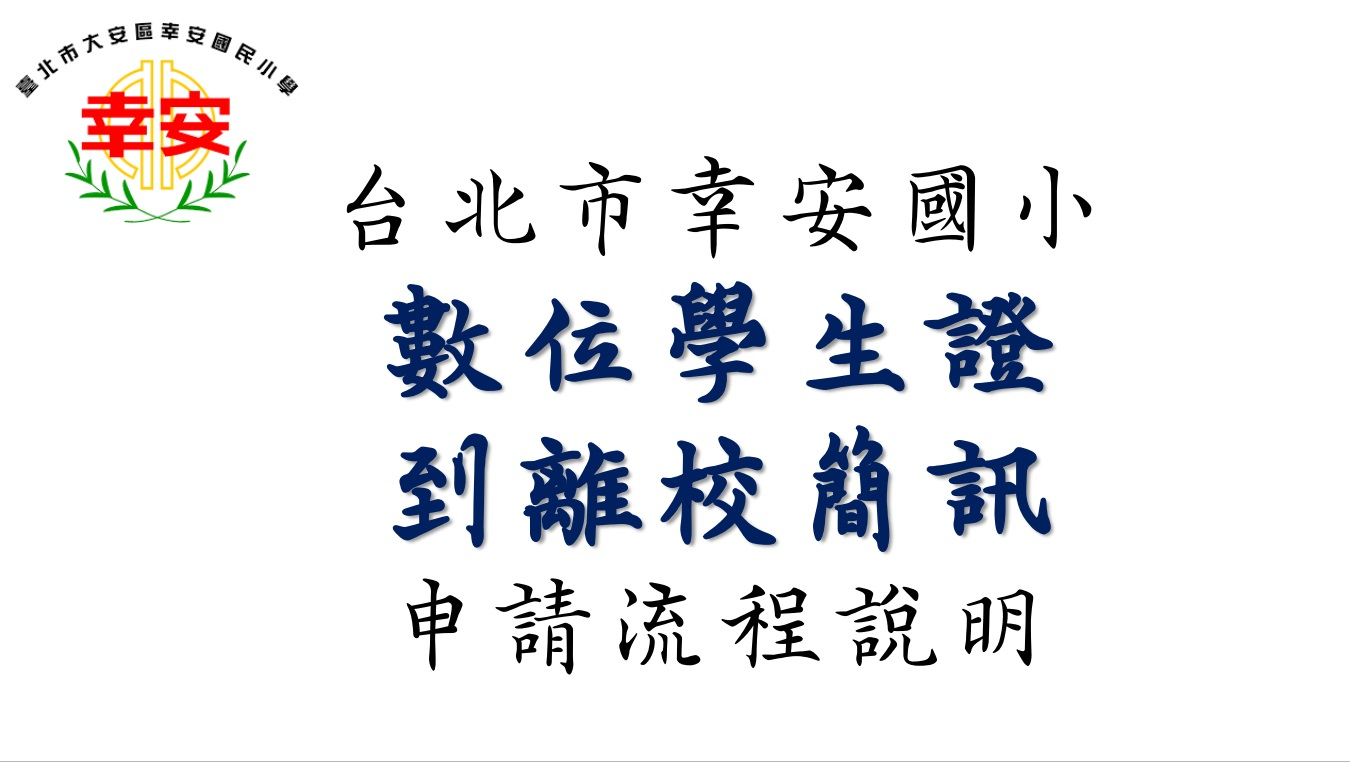 臺北市大安區幸安國民小學
幸安
台北市幸安國小
數位學生證
到離校簡訊
申請流程說明